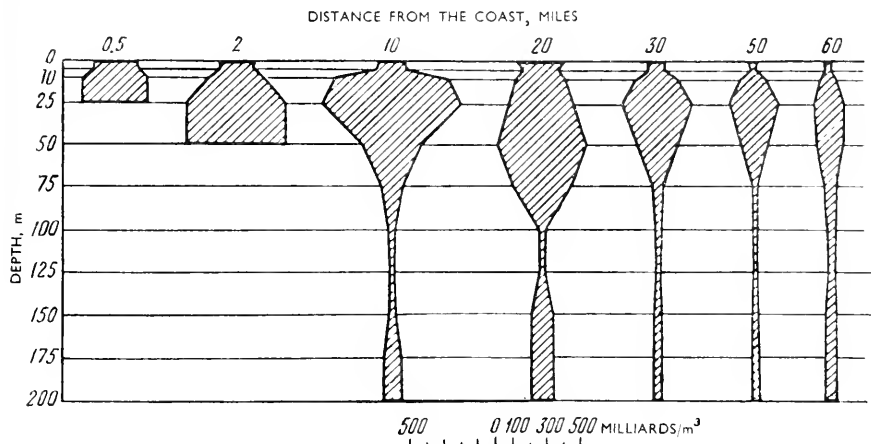 DISTANCE FROM THE COAST, MILES
0.5 2 10 20 30 50 60
DEPTH, m
0
10
25
50
75
100
125
150
175
200
500 0 100 300 500 MILLIARDS/m³